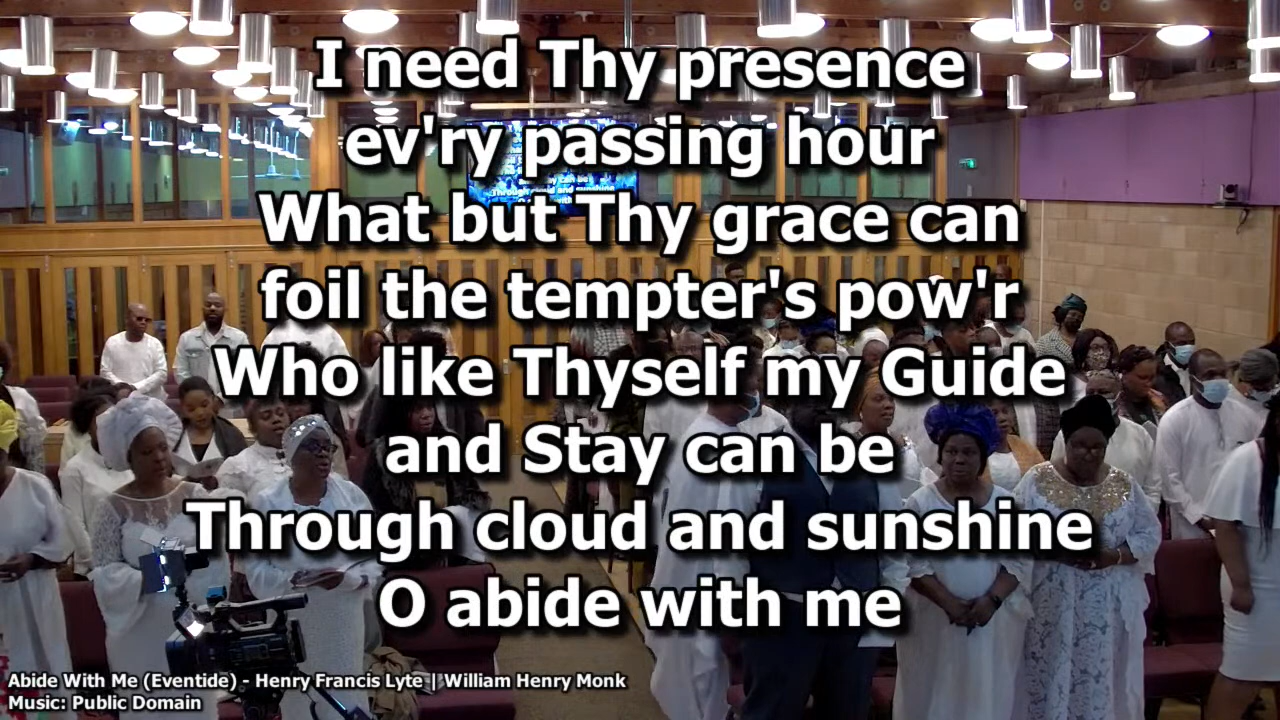 I need Thy presence
ev'ry passing hour
What but Thy grace can
foil the tempter's pow'r
Who like Thyself my Guide
and Stay can be
Through cloud and sunshine
O abide with me
Abide With Me (Eventide) - Henry Francis Lyte | William Henry Monk
Music: Public Domain